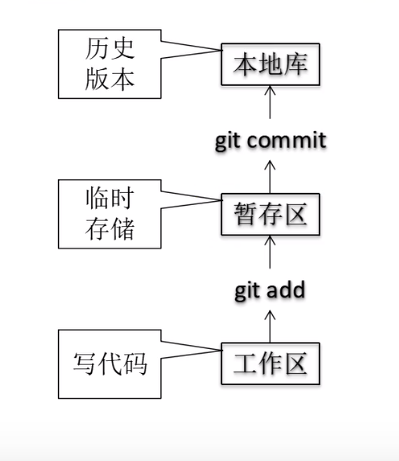 历史
版本
本地库
git commit
临时
存储
暂存区
git add
写代码
工作区